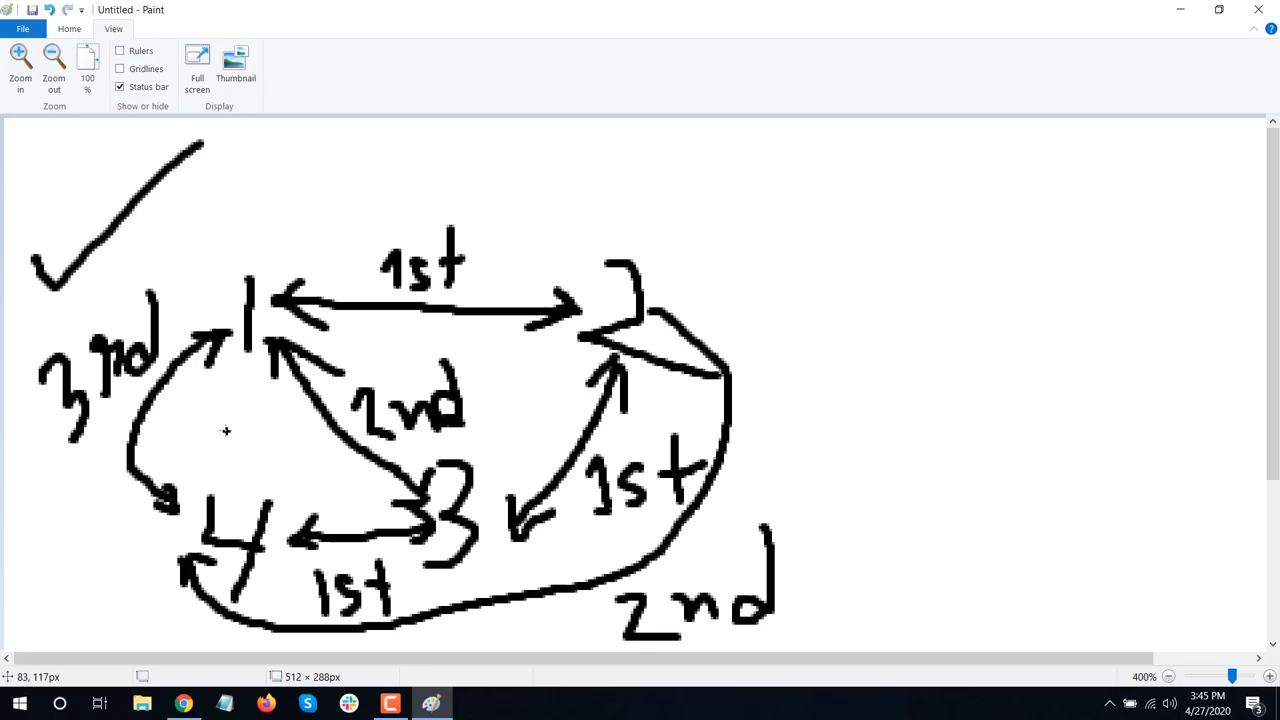 Untitled - Paint
File Home View
Zoom in
Zoom out
100 %
Zoom
Rulers
Gridlines
Status bar
Show or hide
Full screen
Thumbnail
Display
1st
1
2
3rd
2nd
1st
4
3
1st
2nd
83, 117px
512 × 288px
400%
3:45 PM
4/27/2020
3